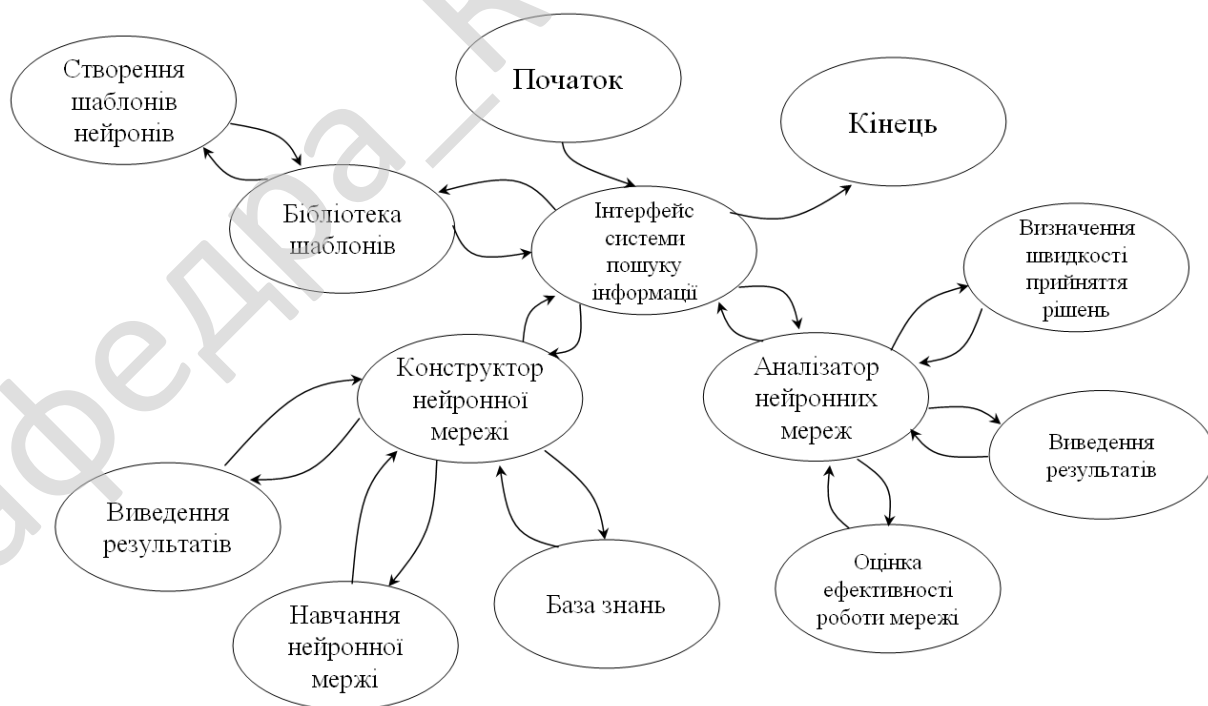 Початок
Створення
шаблонів
нейронів
Кінець
Бібліотека
шаблонів
Інтерфейс
системи
пошуку
інформації
Визначення
швидкості
прийняття
рішень
Конструктор
нейронної
мережі
Аналізатор
нейронних
мереж
Виведення
результатів
Виведення
результатів
Навчання
нейронної
мержі
База знань
Оцінка
ефективності
роботи мережі
афедра_К